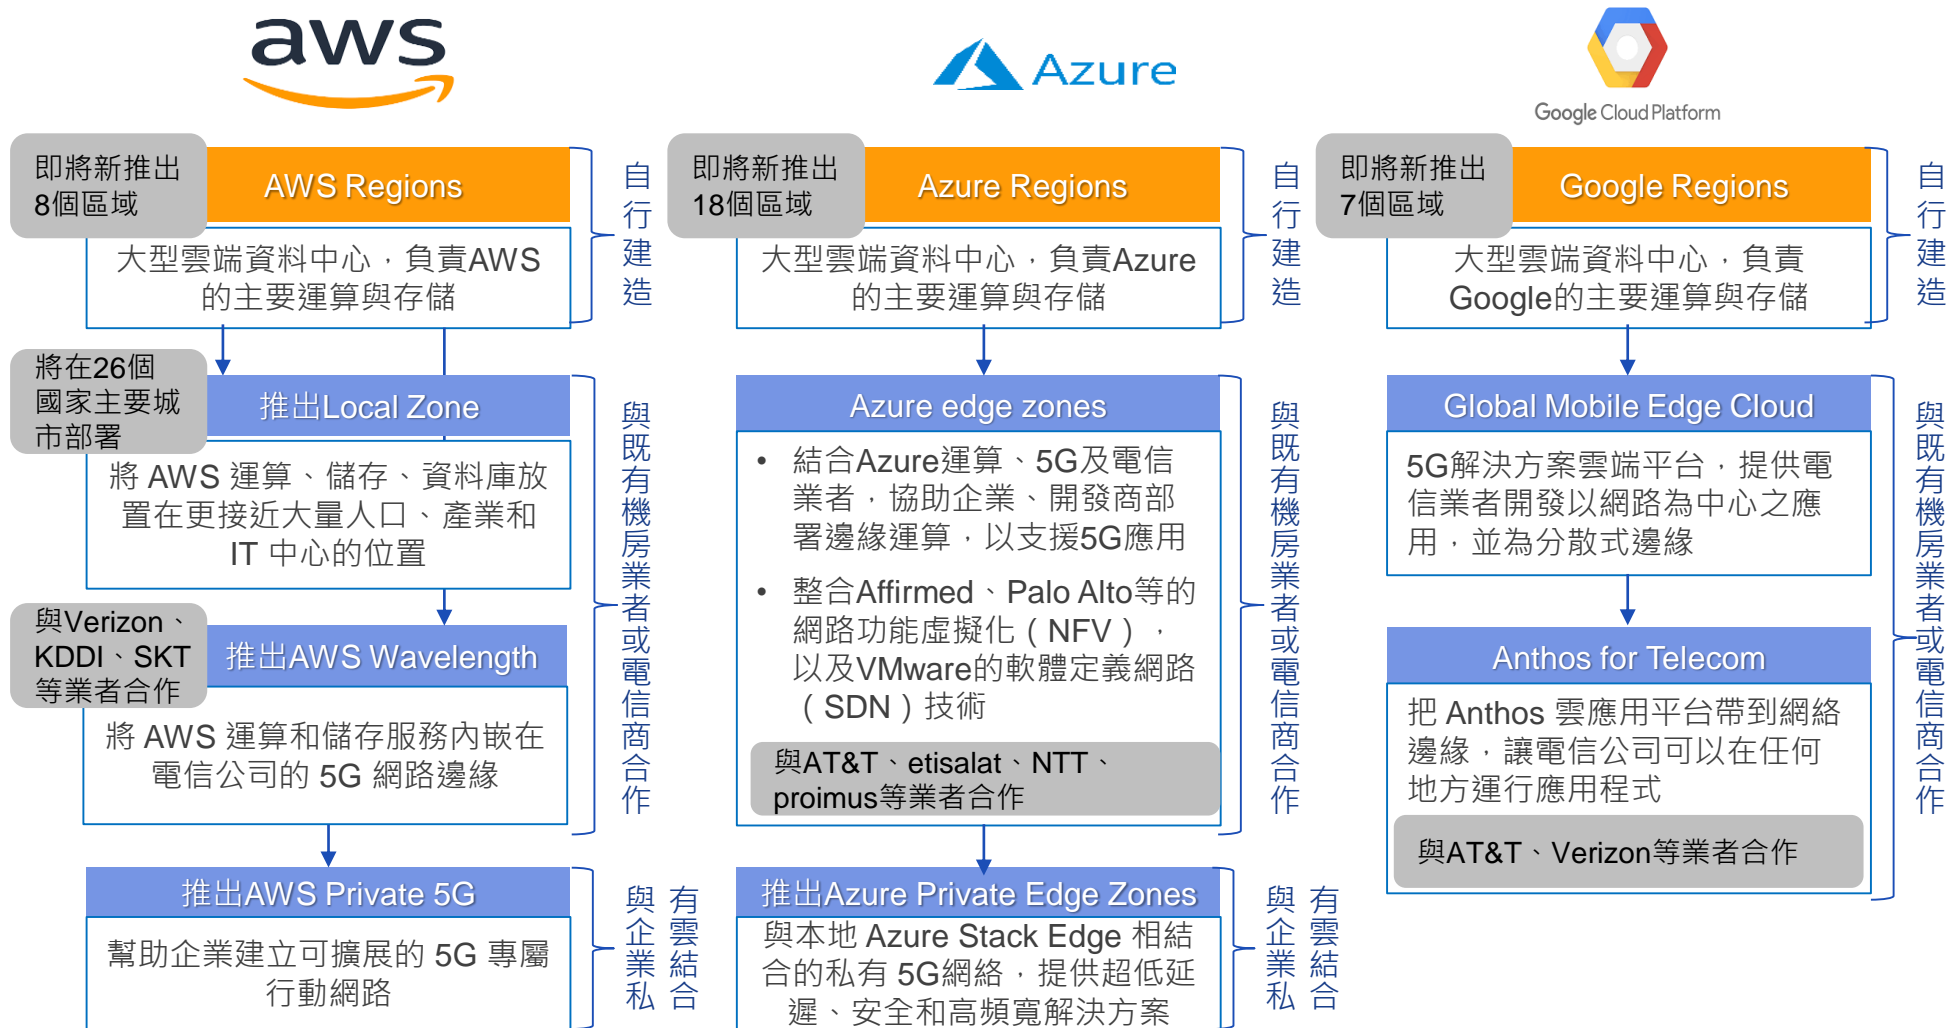 aws
即將新推出
8個區域
AWS Regions
大型雲端資料中心，負責AWS
的主要運算與存儲
自行建造
將在26個
國家主要城
市部署
推出Local Zone
將 AWS 運算、儲存、資料庫放
置在更接近大量人口、產業和
IT 中心的位置
與Verizon、
KDDI、SKT
等業者合作
推出AWS Wavelength
將 AWS 運算和儲存服務內嵌在
電信公司的 5G 網路邊緣
與既有機房業者或電信商合作
推出AWS Private 5G
幫助企業建立可擴展的 5G 專屬
行動網路
與企業私
有雲結合
Azure
即將新推出
18個區域
Azure Regions
大型雲端資料中心，負責Azure
的主要運算與存儲
自行建造
Azure edge zones
• 結合Azure運算、5G及電信
業者，協助企業、開發商部
署邊緣運算，以支援5G應用
• 整合Affirmed、Palo Alto等的
網路功能虛擬化（NFV），
以及VMware的軟體定義網路
（SDN）技術
與AT&T、etisalat、NTT、
proimus等業者合作
與既有機房業者或電信商合作
推出Azure Private Edge Zones
與本地 Azure Stack Edge 相結
合的私有 5G網絡，提供超低延
遲、安全和高頻寬解決方案
與企業私
有雲結合
Google Cloud Platform
即將新推出
7個區域
Google Regions
大型雲端資料中心，負責
Google的主要運算與存儲
自行建造
Global Mobile Edge Cloud
5G解決方案雲端平台，提供電
信業者開發以網路為中心之應
用，並為分散式邊緣
Anthos for Telecom
把 Anthos 雲應用平台帶到網絡
邊緣，讓電信公司可以在任何
地方運行應用程式
與AT&T、Verizon等業者合作
與既有機房業者或電信商合作